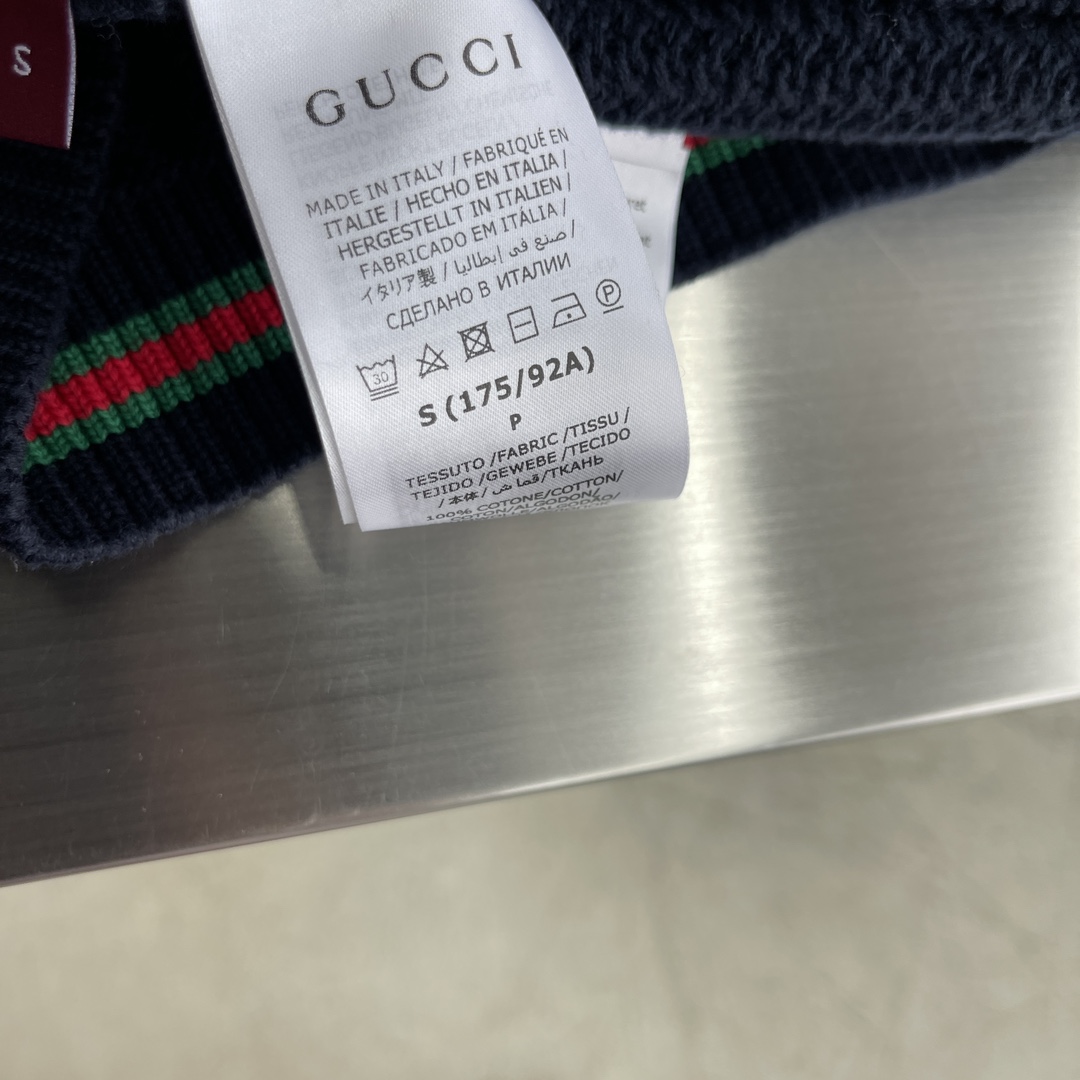 S
GUCCI
MADE IN ITALY / FABRIQUÉ EN
ITALIE / HECHO EN ITALIA /
HERGESTELLT IN ITALIEN /
FABRICADO EM ITÁLIA /
イタリア製 / صنع في إيطاليا /
СДЕЛАНО В ИТАЛИИ
30 P
S (175/92A)
P
TESSUTO /FABRIC /TISSU /
TEJIDO /GEWEBE /TECIDO
/本体/ قماش /ТКАНЬ
100% COTONE/COTTON/
COTON/ALGODON/